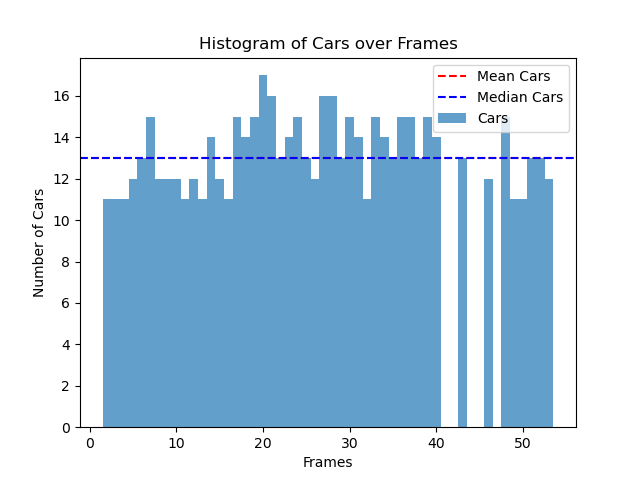 Histogram of Cars over Frames
Mean Cars
Median Cars
Cars
Number of Cars
16
14
12
10
8
6
4
2
0
0 10 20 30 40 50
Frames